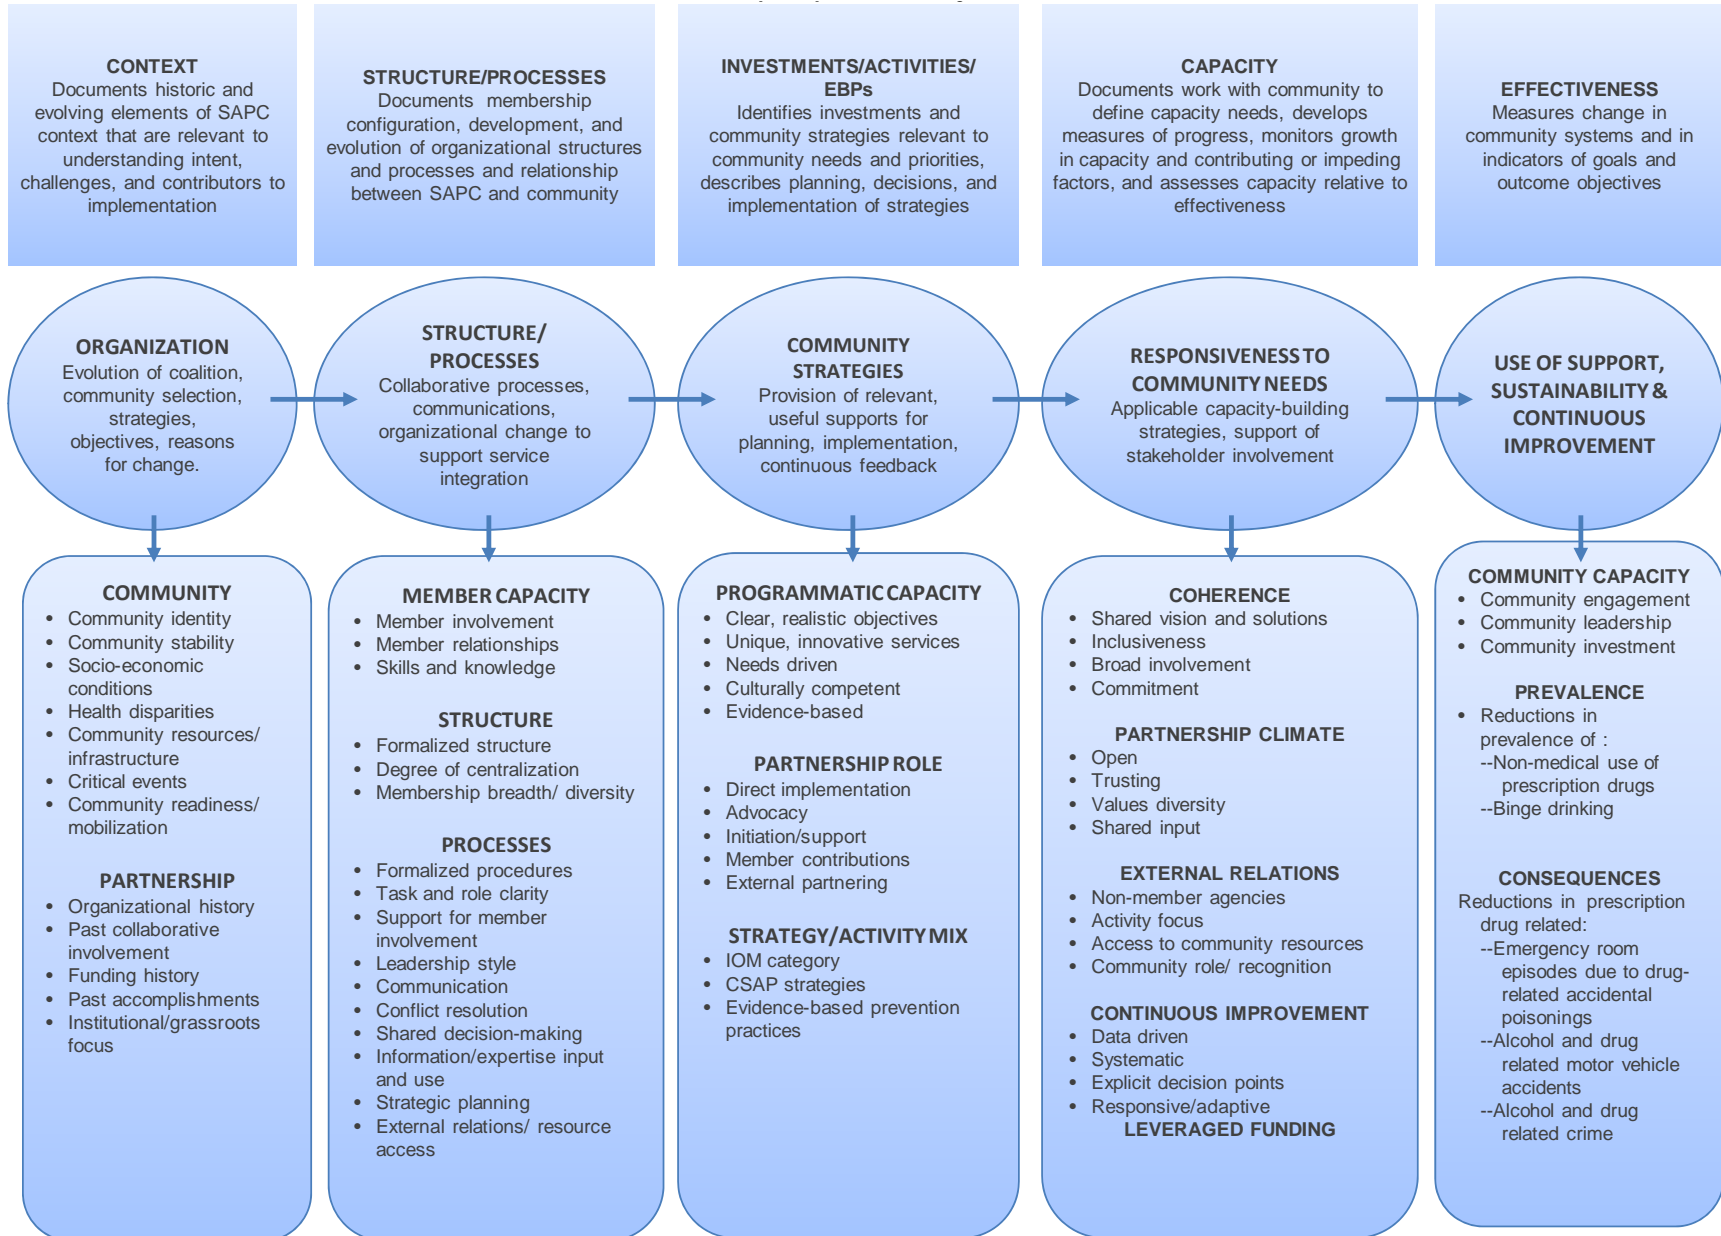 CONTEXT
Documents historic and
evolving elements of SAPC
context that are relevant to
understanding intent,
challenges, and contributors to
implementation
STRUCTURE/PROCESSES
Documents membership
configuration, development, and
evolution of organizational structures
and processes and relationship
between SAPC and community
INVESTMENTS/ACTIVITIES/
EBPs
Identifies investments and
community strategies relevant to
community needs and priorities,
describes planning, decisions, and
implementation of strategies
CAPACITY
Documents work with community to
define capacity needs, develops
measures of progress, monitors growth
in capacity and contributing or impeding
factors, and assesses capacity relative to
effectiveness
EFFECTIVENESS
Measures change in
community systems and in
indicators of goals and
outcome objectives
ORGANIZATION
Evolution of coalition,
community selection,
strategies,
objectives, reasons
for change.
STRUCTURE/
PROCESSES
Collaborative processes,
communications,
organizational change to
support service
integration
COMMUNITY
STRATEGIES
Provision of relevant,
useful supports for
planning, implementation,
continuous feedback
RESPONSIVENESS TO
COMMUNITY NEEDS
Applicable capacity-building
strategies, support of
stakeholder involvement
USE OF SUPPORT,
SUSTAINABILITY &
CONTINUOUS
IMPROVEMENT
COMMUNITY
• Community identity
• Community stability
• Socio-economic
conditions
• Health disparities
• Community resources/
infrastructure
• Critical events
• Community readiness/
mobilization
PARTNERSHIP
• Organizational history
• Past collaborative
involvement
• Funding history
• Past accomplishments
• Institutional/grassroots
focus
MEMBER CAPACITY
• Member involvement
• Member relationships
• Skills and knowledge
STRUCTURE
• Formalized structure
• Degree of centralization
• Membership breadth/ diversity
PROCESSES
• Formalized procedures
• Task and role clarity
• Support for member
involvement
• Leadership style
• Communication
• Conflict resolution
• Shared decision-making
• Information/expertise input
and use
• Strategic planning
• External relations/ resource
access
PROGRAMMATIC CAPACITY
• Clear, realistic objectives
• Unique, innovative services
• Needs driven
• Culturally competent
• Evidence-based
PARTNERSHIP ROLE
• Direct implementation
• Advocacy
• Initiation/support
• Member contributions
• External partnering
STRATEGY/ACTIVITY MIX
• IOM category
• CSAP strategies
• Evidence-based prevention
practices
COHERENCE
• Shared vision and solutions
• Inclusiveness
• Broad involvement
• Commitment
PARTNERSHIP CLIMATE
• Open
• Trusting
• Values diversity
• Shared input
EXTERNAL RELATIONS
• Non-member agencies
• Activity focus
• Access to community resources
• Community role/ recognition
CONTINUOUS IMPROVEMENT
• Data driven
• Systematic
• Explicit decision points
• Responsive/adaptive
LEVERAGED FUNDING
COMMUNITY CAPACITY
• Community engagement
• Community leadership
• Community investment
PREVALENCE
• Reductions in
prevalence of :
--Non-medical use of
prescription drugs
--Binge drinking
CONSEQUENCES
Reductions in prescription
drug related:
--Emergency room
episodes due to drug-
related accidental
poisonings
--Alcohol and drug
related motor vehicle
accidents
--Alcohol and drug
related crime